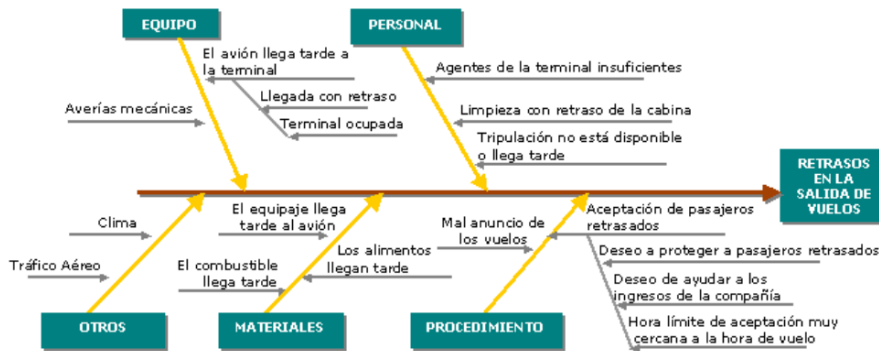 EQUIPO
PERSONAL
El avión llega tarde a
la terminal
Averías mecánicas
Llegada con retraso
Terminal ocupada
Agentes de la terminal insuficientes
Limpieza con retraso de la cabina
Tripulación no está disponible
o llega tarde
RETRASOS
EN LA
SALIDA DE
VUELOS
Clima
Tráfico Aéreo
El equipaje llega
tarde al avión
El combustible
llega tarde
Los alimentos
llegan tarde
Mal anuncio de
los vuelos
Aceptación de pasajeros
retrasados
Deseo a proteger a pasajeros retrasados
Deseo de ayudar a los
ingresos de la compañía
Hora límite de aceptación muy
cercana a la hora de vuelo
OTROS
MATERIALES
PROCEDIMIENTO